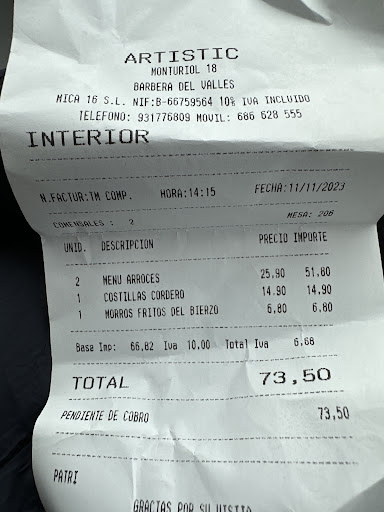 ARTISTIC
MONTURIOL 18
BARBERA DEL VALLES
MICA 16 S.L. NIF:B-66759564 10% IVA INCLUIDO
TELEFONO: 931776809 MOVIL: 686 628 555
INTERIOR
N.FACTUR:TM COMP. HORA:14:15 FECHA:11/11/2023
COMENSALES : 2 MESA: 206
UNID. DESCRIPCION PRECIO IMPORTE
2 MENU ARROCES 25.90 51.80
1 COSTILLAS CORDERO 14.90 14.90
1 MORROS FRITOS DEL BIERZO 6.80 6.80
Base Imp: 66,82 Iva 10,00 Total Iva 6.68
TOTAL 73,50
PENDIENTE DE COBRO 73,50
PATRI
GRACIAS POR SU VISITA